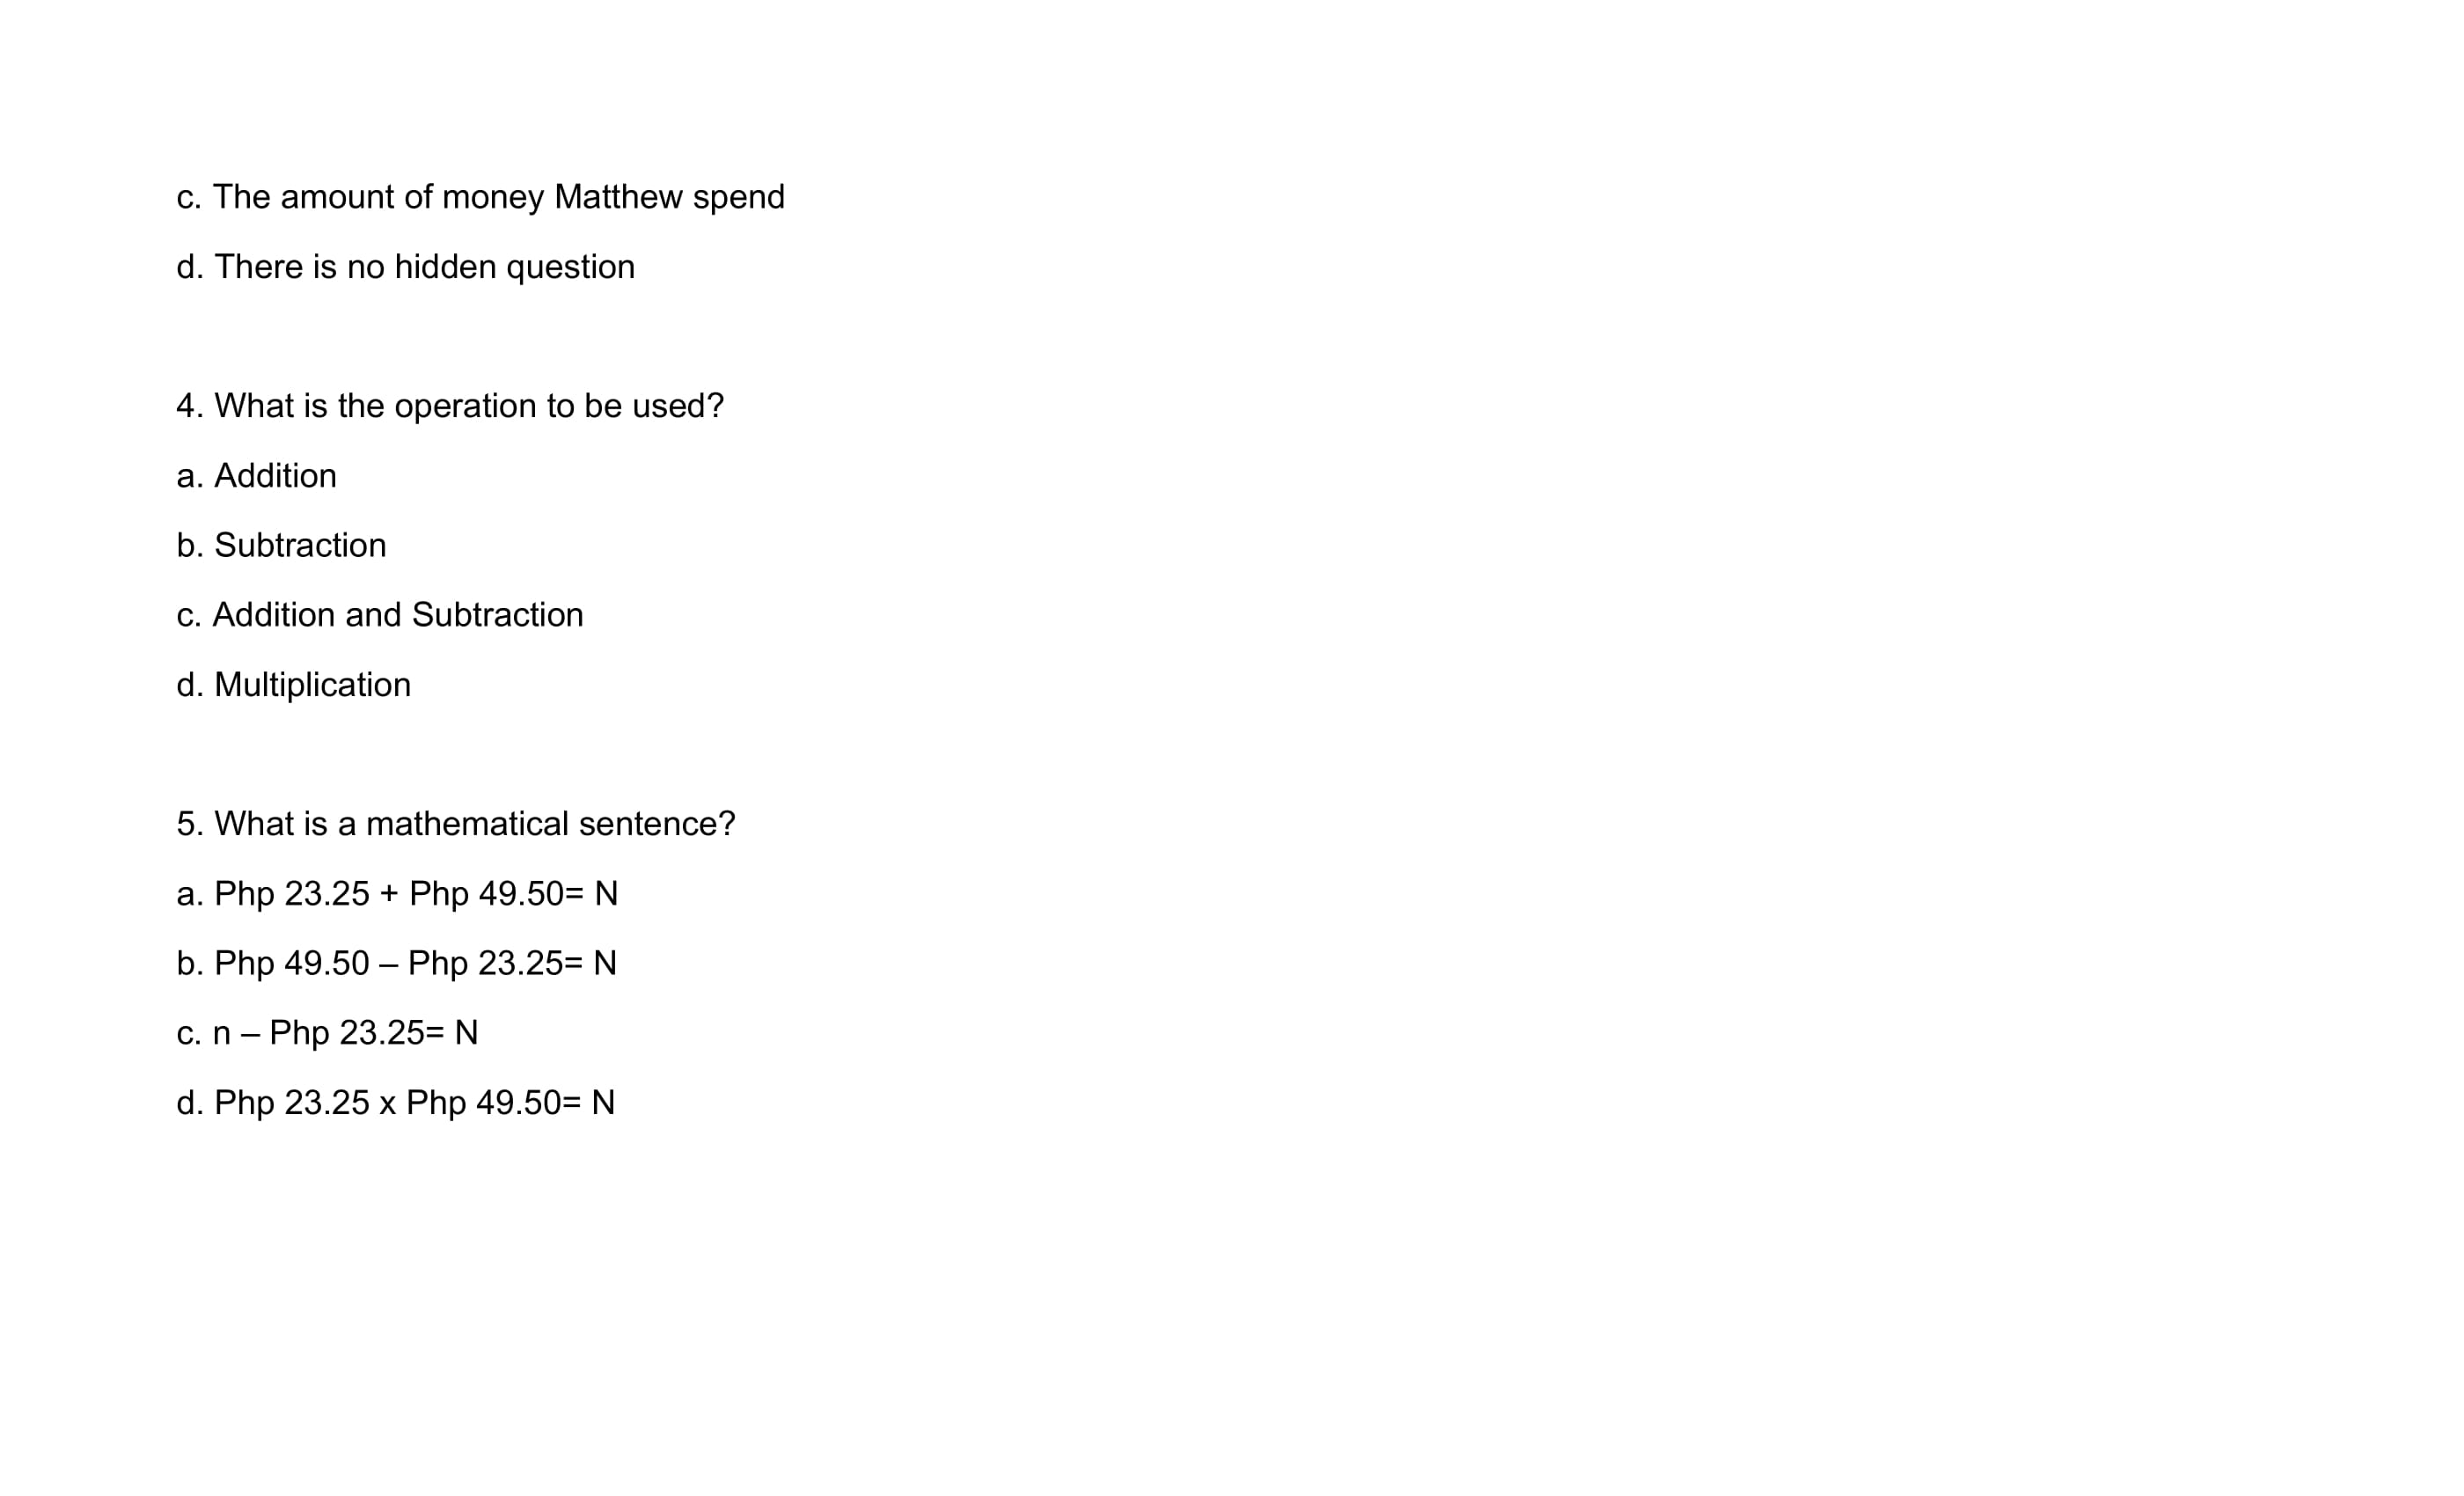 c. The amount of money Matthew spend
d. There is no hidden question
4. What is the operation to be used?
a. Addition
b. Subtraction
c. Addition and Subtraction
d. Multiplication
5. What is a mathematical sentence?
a. Php 23.25 + Php 49.50= N
b. Php 49.50 – Php 23.25= N
c. n – Php 23.25= N
d. Php 23.25 x Php 49.50= N